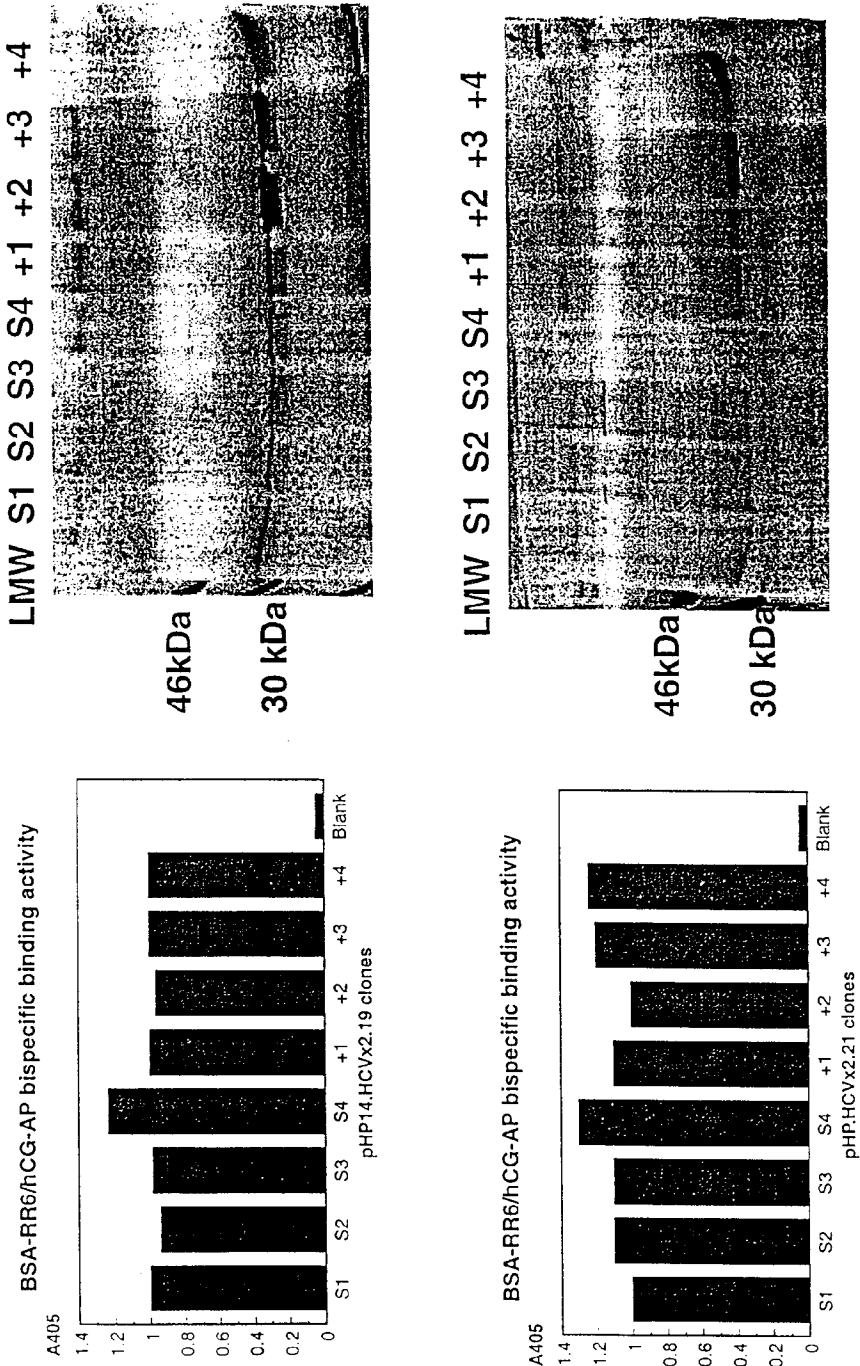 LMW S1 S2 S3 S4 +1 +2 +3 +4
46kDa
30 kDa
BSA-RR6/hCG-AP bispecific binding activity
A405
1.4
1.2
1
0.8
0.6
0.4
0.2
0
S1 S2 S3 S4 +1 +2 +3 +4 Blank
pHP14.HCVx2.19 clones
LMW S1 S2 S3 S4 +1 +2 +3 +4
46kDa
30 kDa
BSA-RR6/hCG-AP bispecific binding activity
A405
1.4
1.2
1
0.8
0.6
0.4
0.2
0
S1 S2 S3 S4 +1 +2 +3 +4 Blank
pHP.HCVx2.21 clones